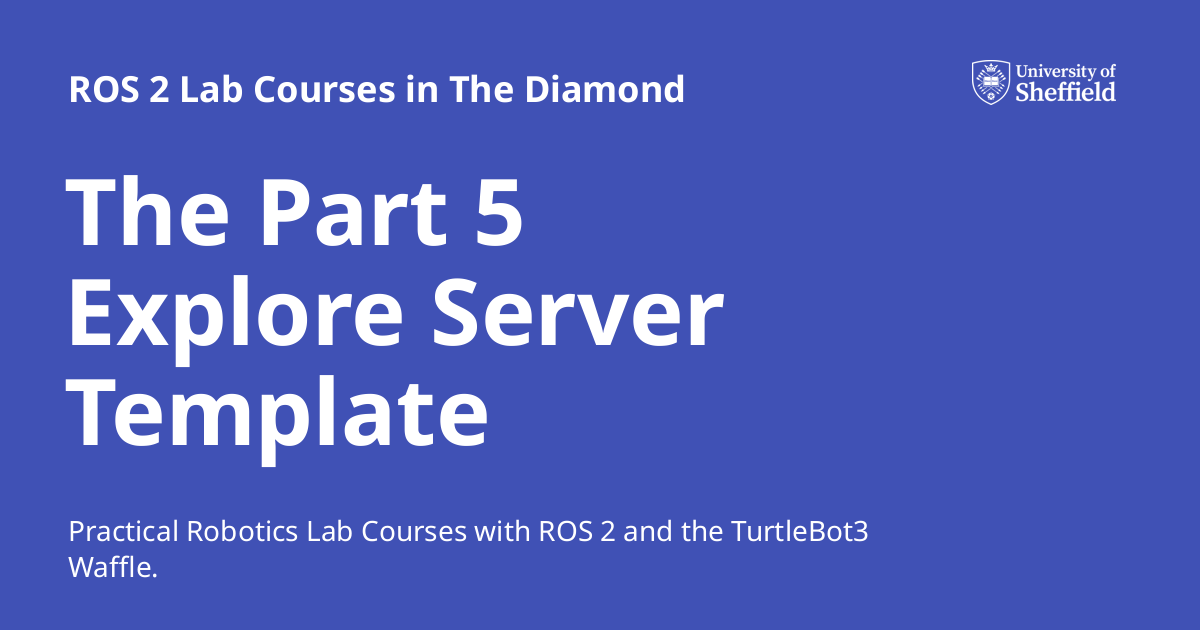 ROS 2 Lab Courses in The Diamond
University of
Sheffield
The Part 5
Explore Server
Template
Practical Robotics Lab Courses with ROS 2 and the TurtleBot3
Waffle.